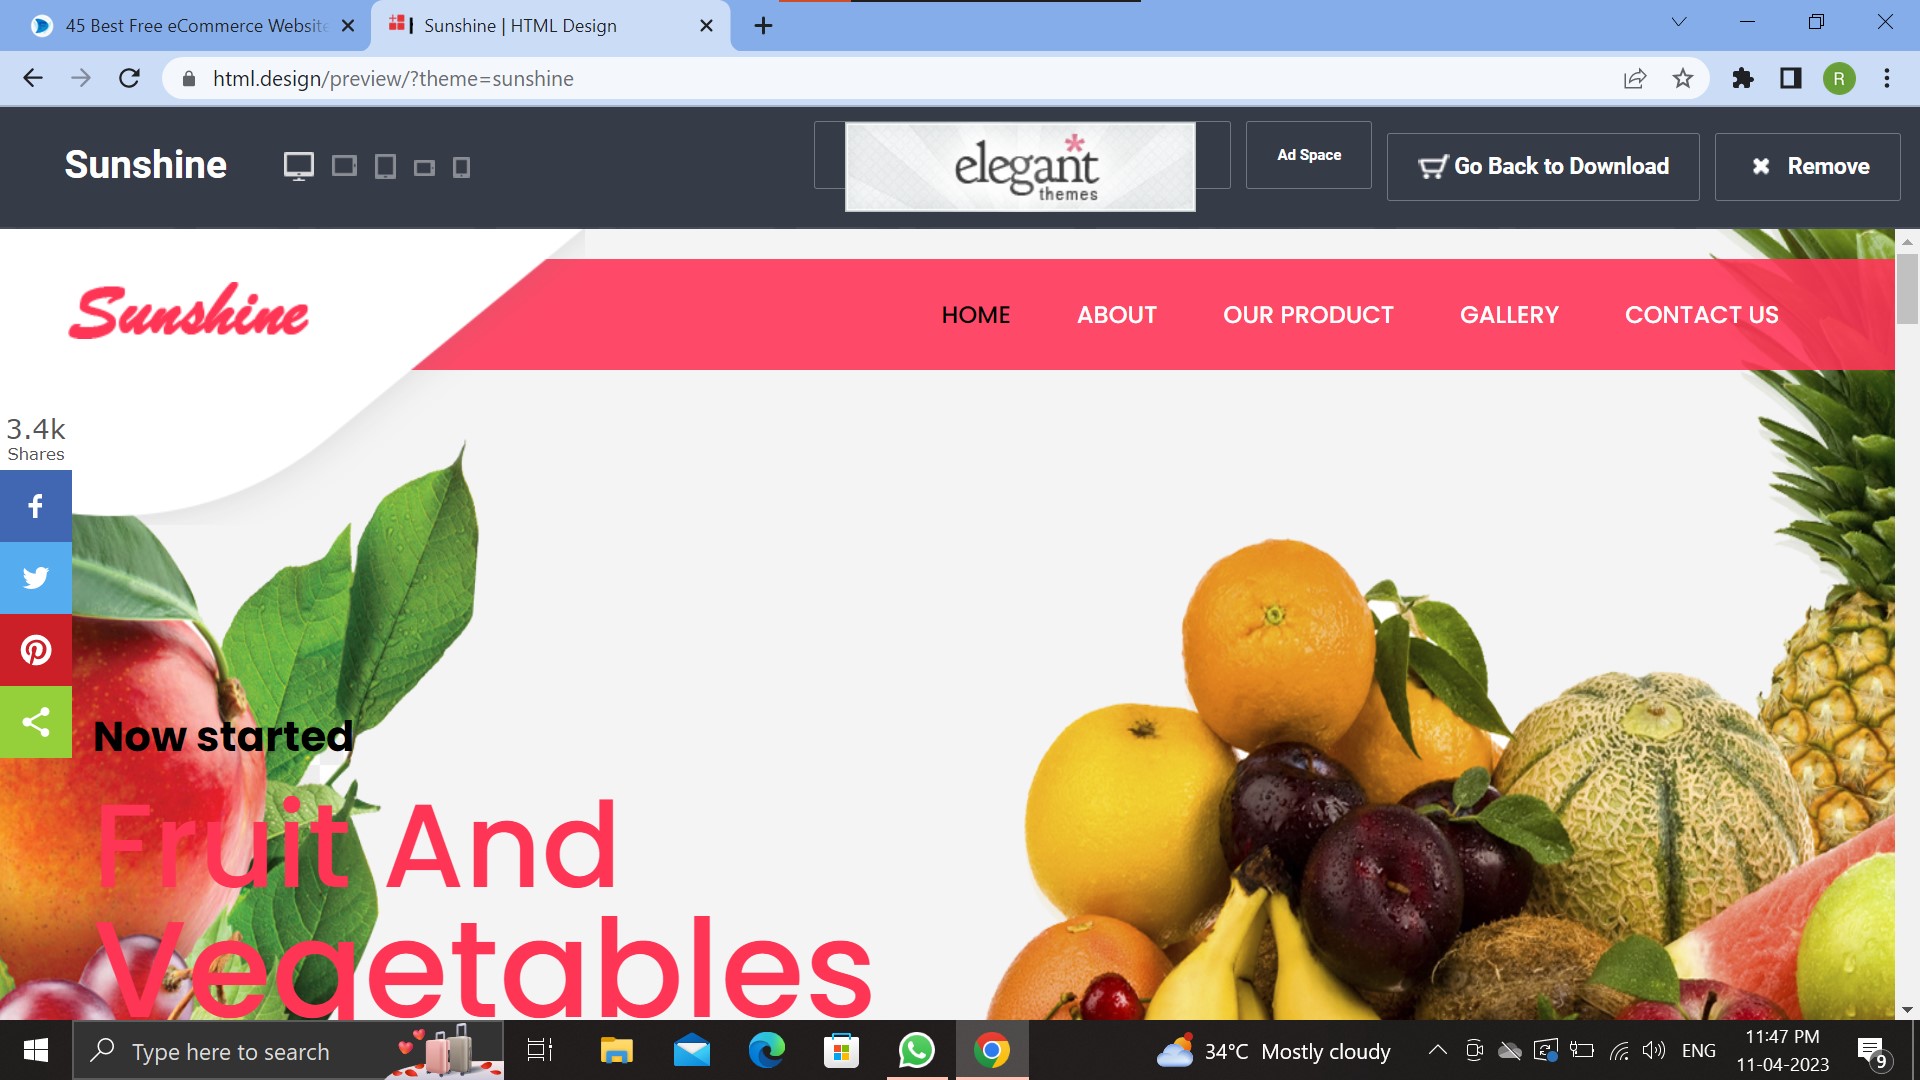 45 Best Free eCommerce Website
Sunshine | HTML Design
html.design/preview/?theme=sunshine
R
Sunshine
elegant
themes
Ad Space
Go Back to Download
Remove
Sunshine
HOME
ABOUT
OUR PRODUCT
GALLERY
CONTACT US
3.4k
Shares
Now started
Fruit And
Vegetables
Type here to search
34°C Mostly cloudy
ENG
11:47 PM
11-04-2023
9